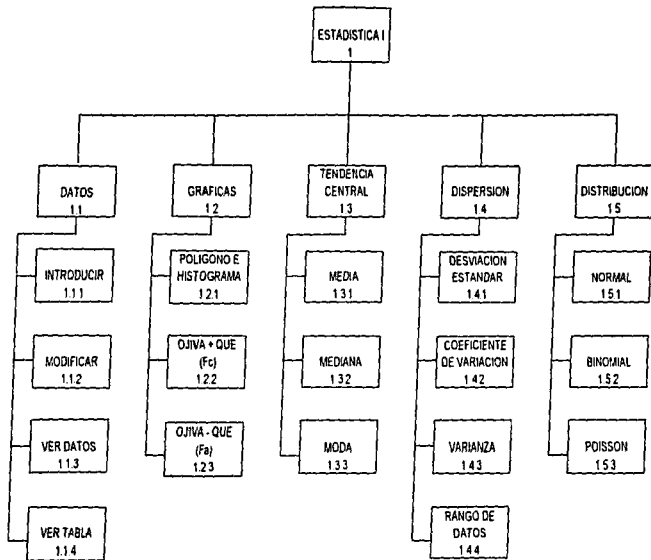 ESTADISTICA I
1
DATOS
1.1
GRAFICAS
1.2
TENDENCIA
CENTRAL
1.3
DISPERSION
1.4
DISTRIBUCION
1.5
INTRODUCIR
1.1.1
MODIFICAR
1.1.2
VER DATOS
1.1.3
VER TABLA
1.1.4
POLIGONO E
HISTOGRAMA
1.2.1
OJIVA + QUE
(Fc)
1.2.2
OJIVA - QUE
(Fa)
1.2.3
MEDIA
1.3.1
MEDIANA
1.3.2
MODA
1.3.3
DESVIACION
ESTANDAR
1.4.1
COEFICIENTE
DE VARIACION
1.4.2
VARIANZA
1.4.3
RANGO DE
DATOS
1.4.4
NORMAL
1.5.1
BINOMIAL
1.5.2
POISSON
1.5.3